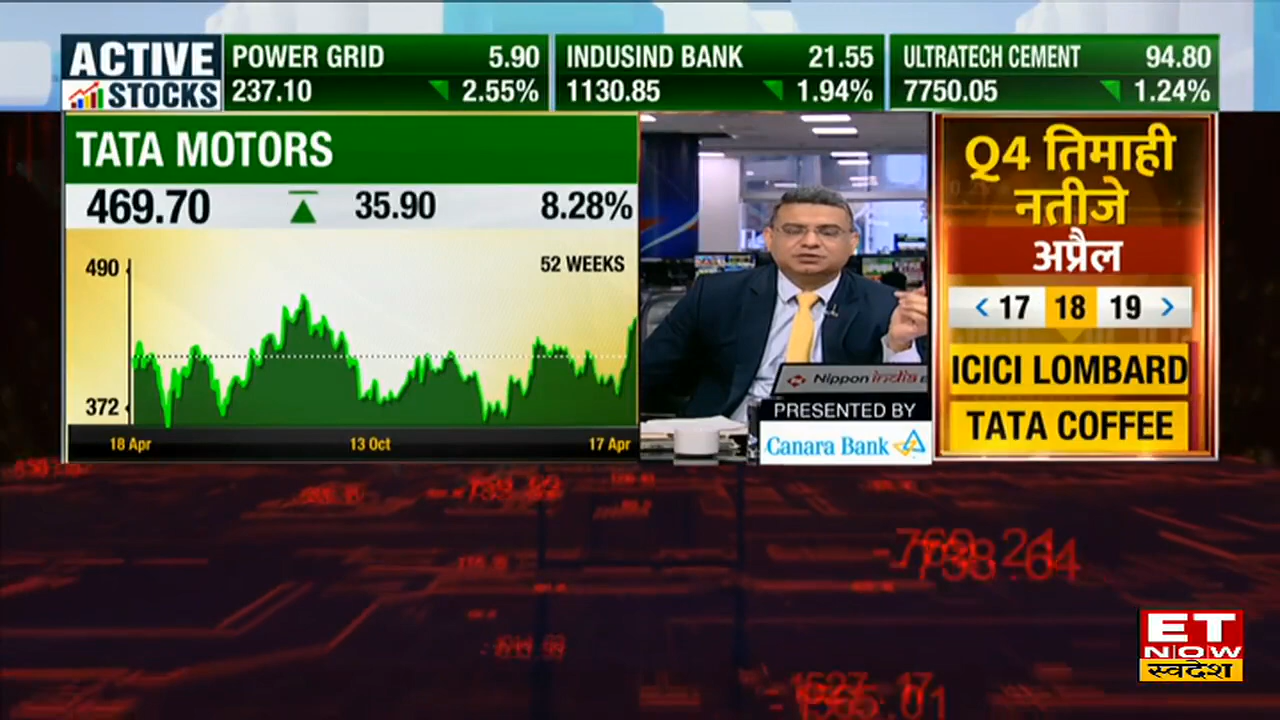 ACTIVE STOCKS
POWER GRID 5.90
237.10 2.55%
INDUSIND BANK 21.55
1130.85 1.94%
ULTRATECH CEMENT 94.80
7750.05 1.24%
TATA MOTORS
469.70 35.90 8.28%
52 WEEKS
490
372
18 Apr 13 Oct 17 Apr
Nippon india
PRESENTED BY
Canara Bank
Q4 तिमाही
नतीजे
अप्रैल
< 17 18 19 >
ICICI LOMBARD
TATA COFFEE
ET
NOW
स्वदेश